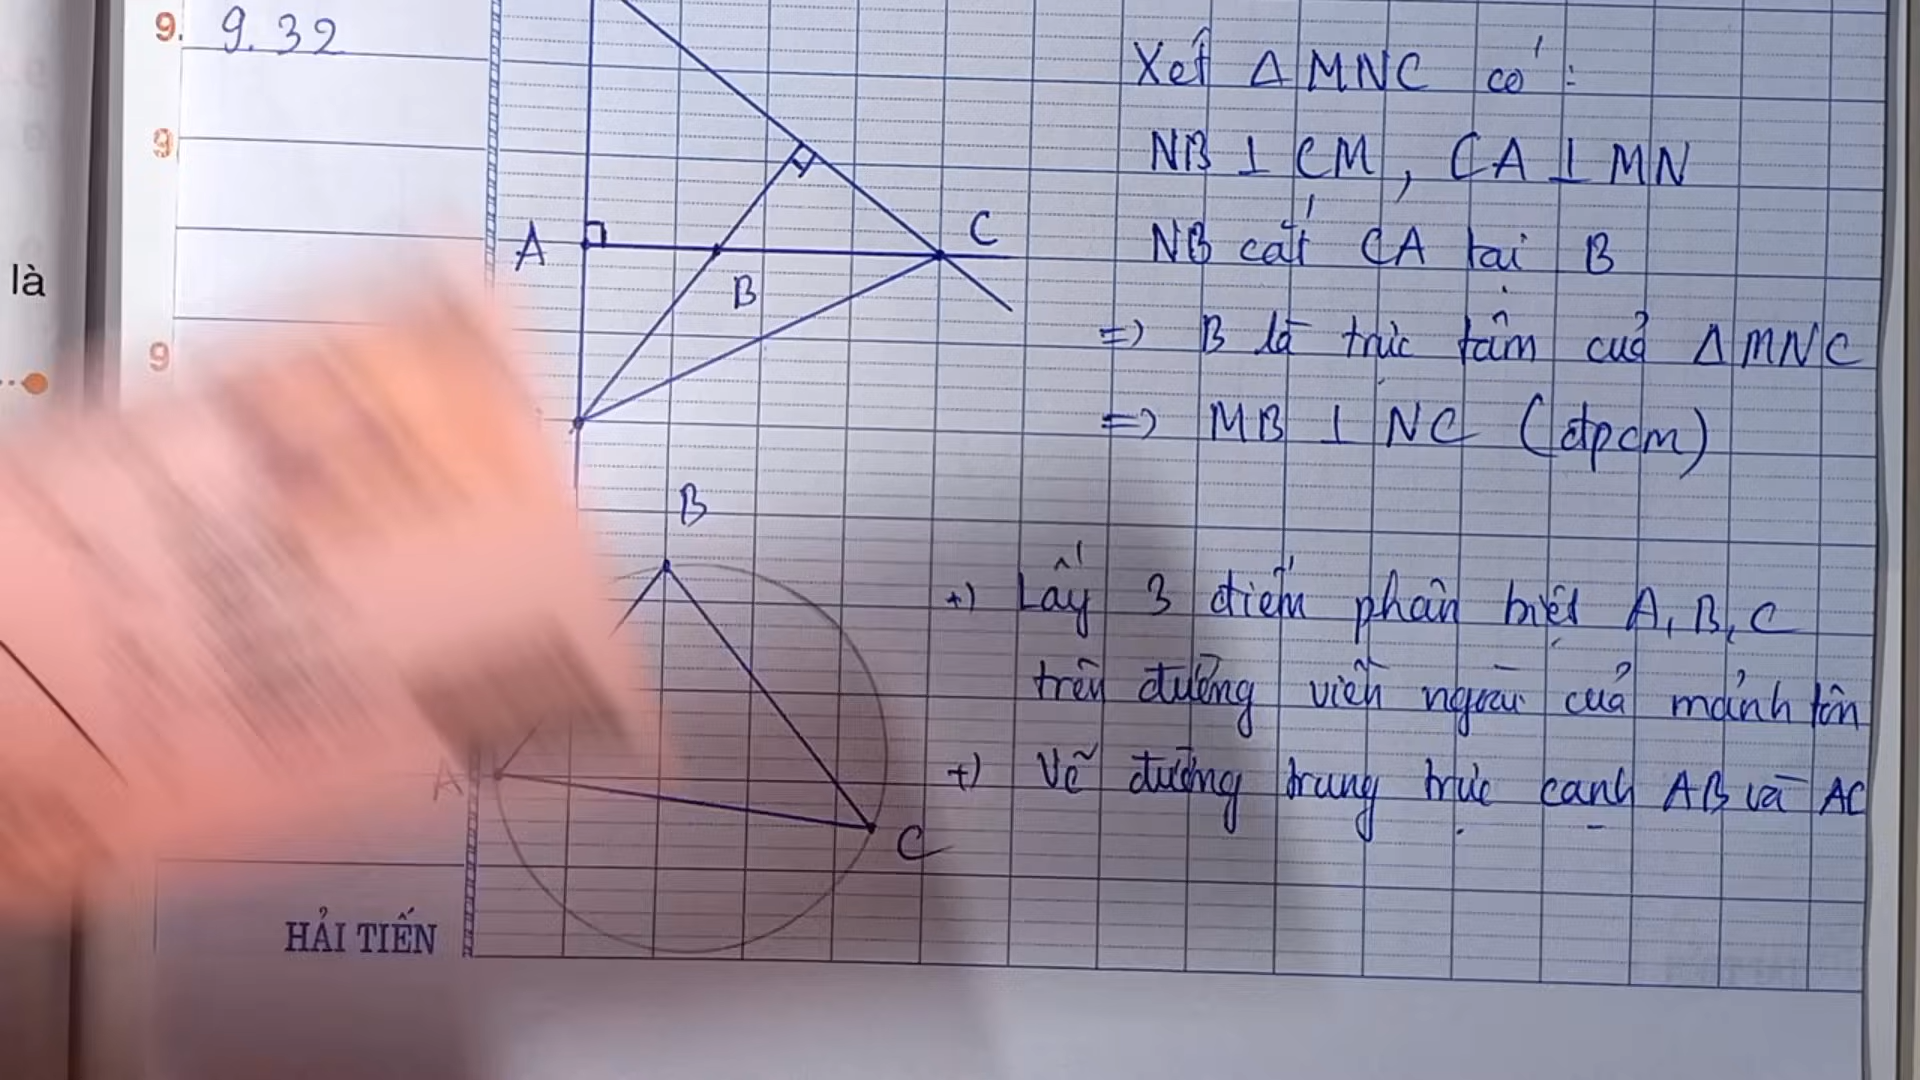 9. 9.32
9
9
là
A
B
C
Xét Δ MNC có :
NB ⊥ CM, CA ⊥ MN
NB cắt CA tại B
=> B là trực tâm của Δ MNC
=> MB ⊥ NC (đpcm)
B
A
C
+) Lấy 3 điểm phân biệt A, B, C
trên đường viền ngoài của mảnh tôn
+) Vẽ đường trung trực cạnh AB và AC
HẢI TIẾN